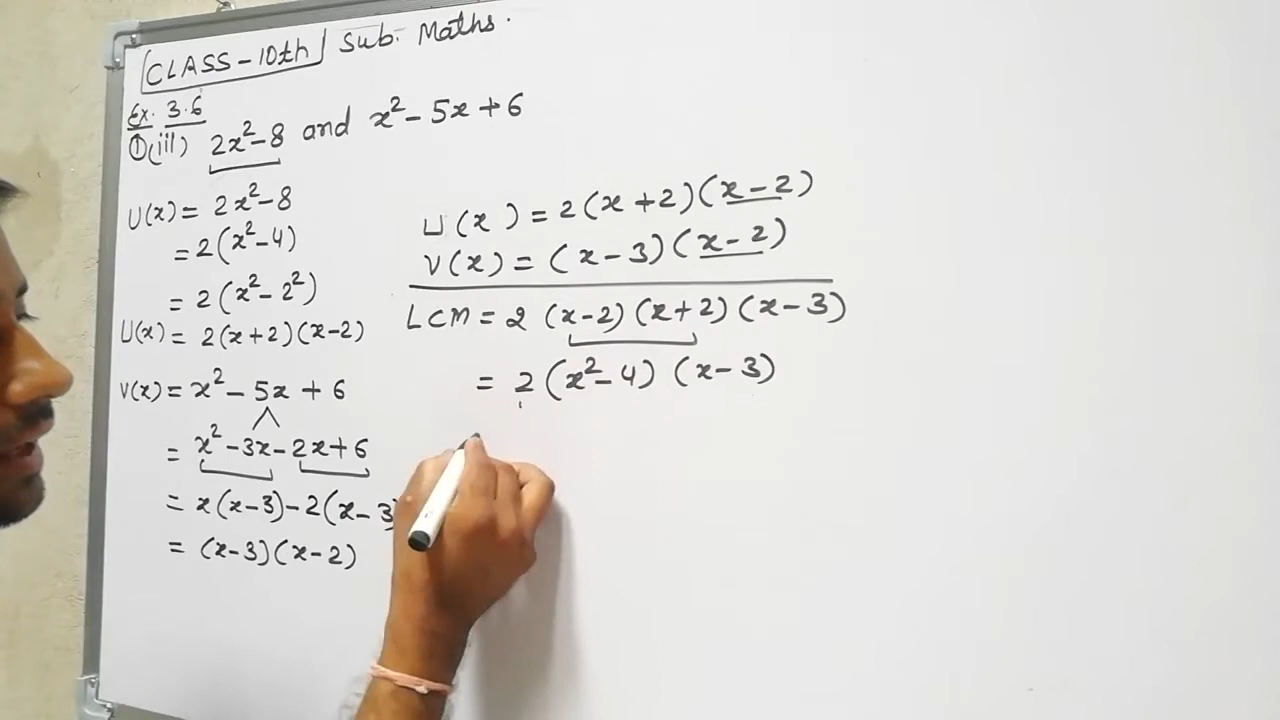 CLASS-10th Sub. Maths.
Ex. 3.6
①(iii) 2x²-8 and x²-5x+6
U(x) = 2x²-8
= 2(x²-4)
= 2(x²-2²)
U(x) = 2(x+2)(x-2)
V(x) = x²-5x+6
= x²-3x-2x+6
= x(x-3)-2(x-3)
= (x-3)(x-2)
U(x) = 2(x+2)(x-2)
V(x) = (x-3)(x-2)
LCM = 2 (x-2)(x+2)(x-3)
= 2(x²-4)(x-3)